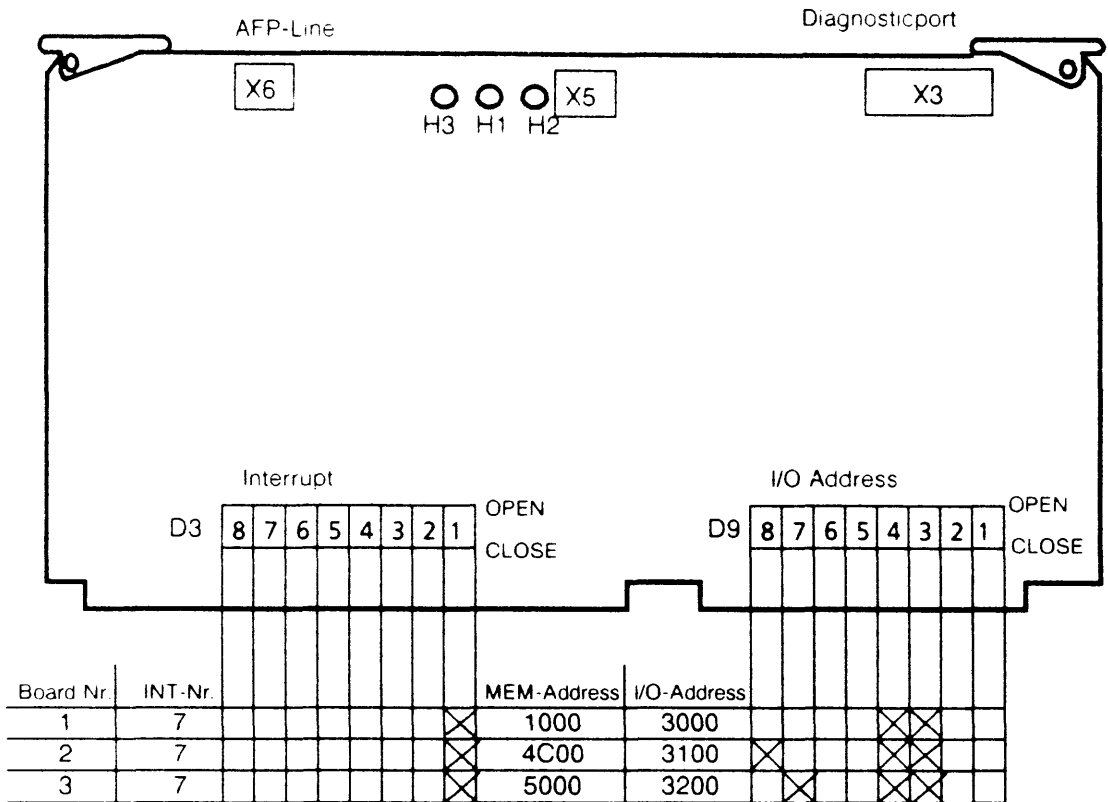 AFP-Line Diagnosticport
X6 X5 X3
H3 H1 H2
Interrupt I/O Address
D3 8 7 6 5 4 3 2 1 OPEN D9 8 7 6 5 4 3 2 1 OPEN
CLOSE CLOSE
Board Nr. INT-Nr. MEM-Address I/O-Address
1 7 1000 3000
2 7 4C00 3100
3 7 5000 3200